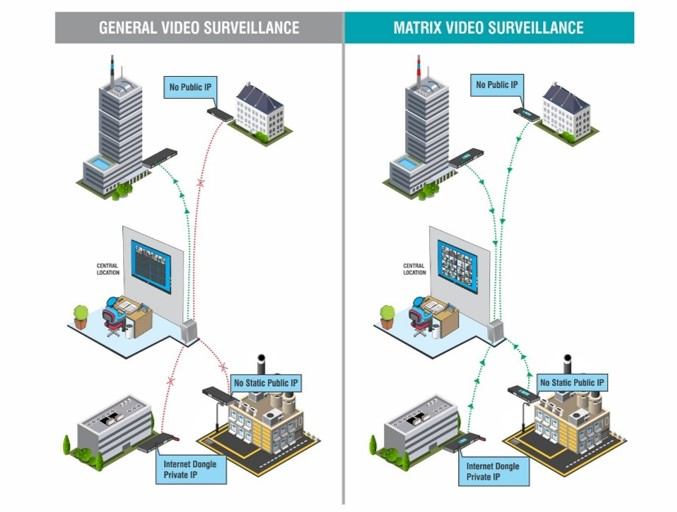 GENERAL VIDEO SURVEILLANCE
No Public IP
CENTRAL
LOCATION
No Static Public IP
Internet Dongle
Private IP
MATRIX VIDEO SURVEILLANCE
No Public IP
CENTRAL
LOCATION
No Static Public IP
Internet Dongle
Private IP